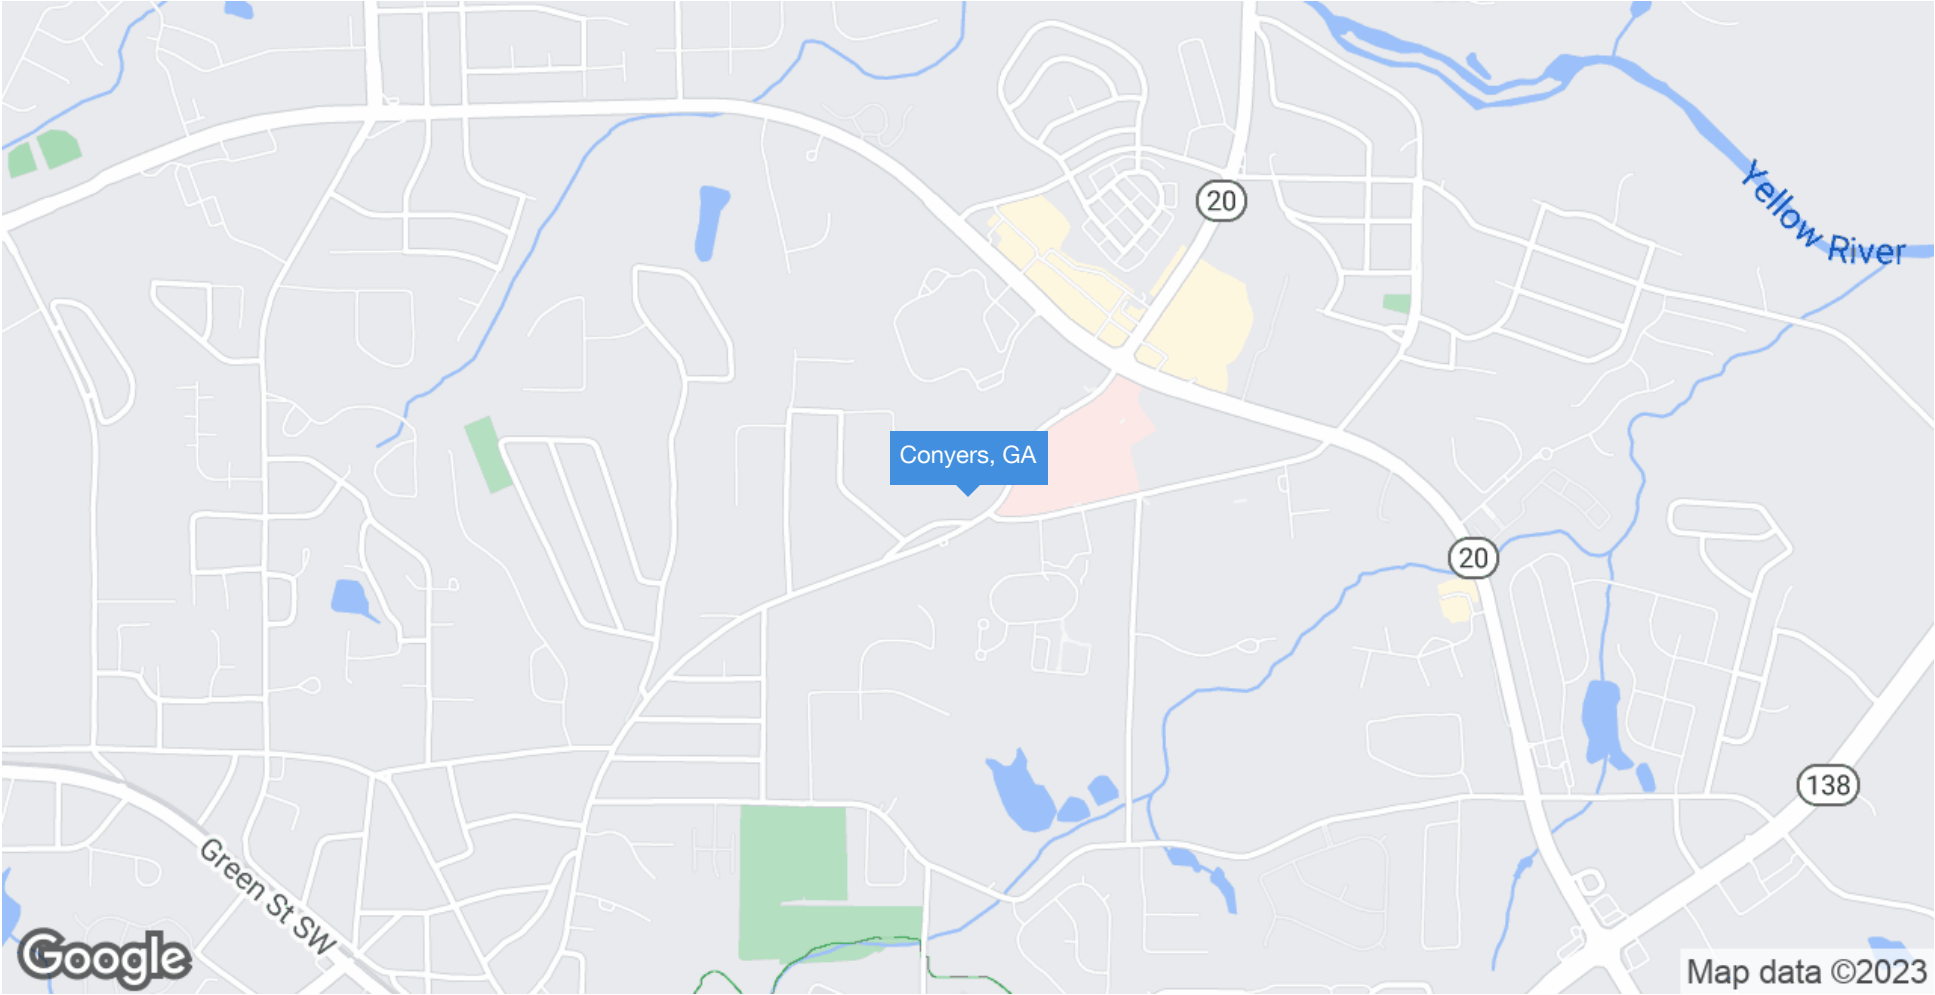 20
Yellow River
Conyers, GA
20
138
Green St SW
Google
Map data ©2023